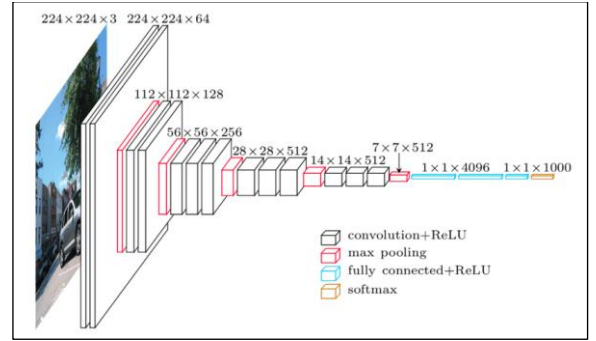 224×224×3
224×224×64
112×112×128
56×56×256
28×28×512
14×14×512
7×7×512
1×1×4096
1×1×1000
convolution+ReLU
max pooling
fully connected+ReLU
softmax